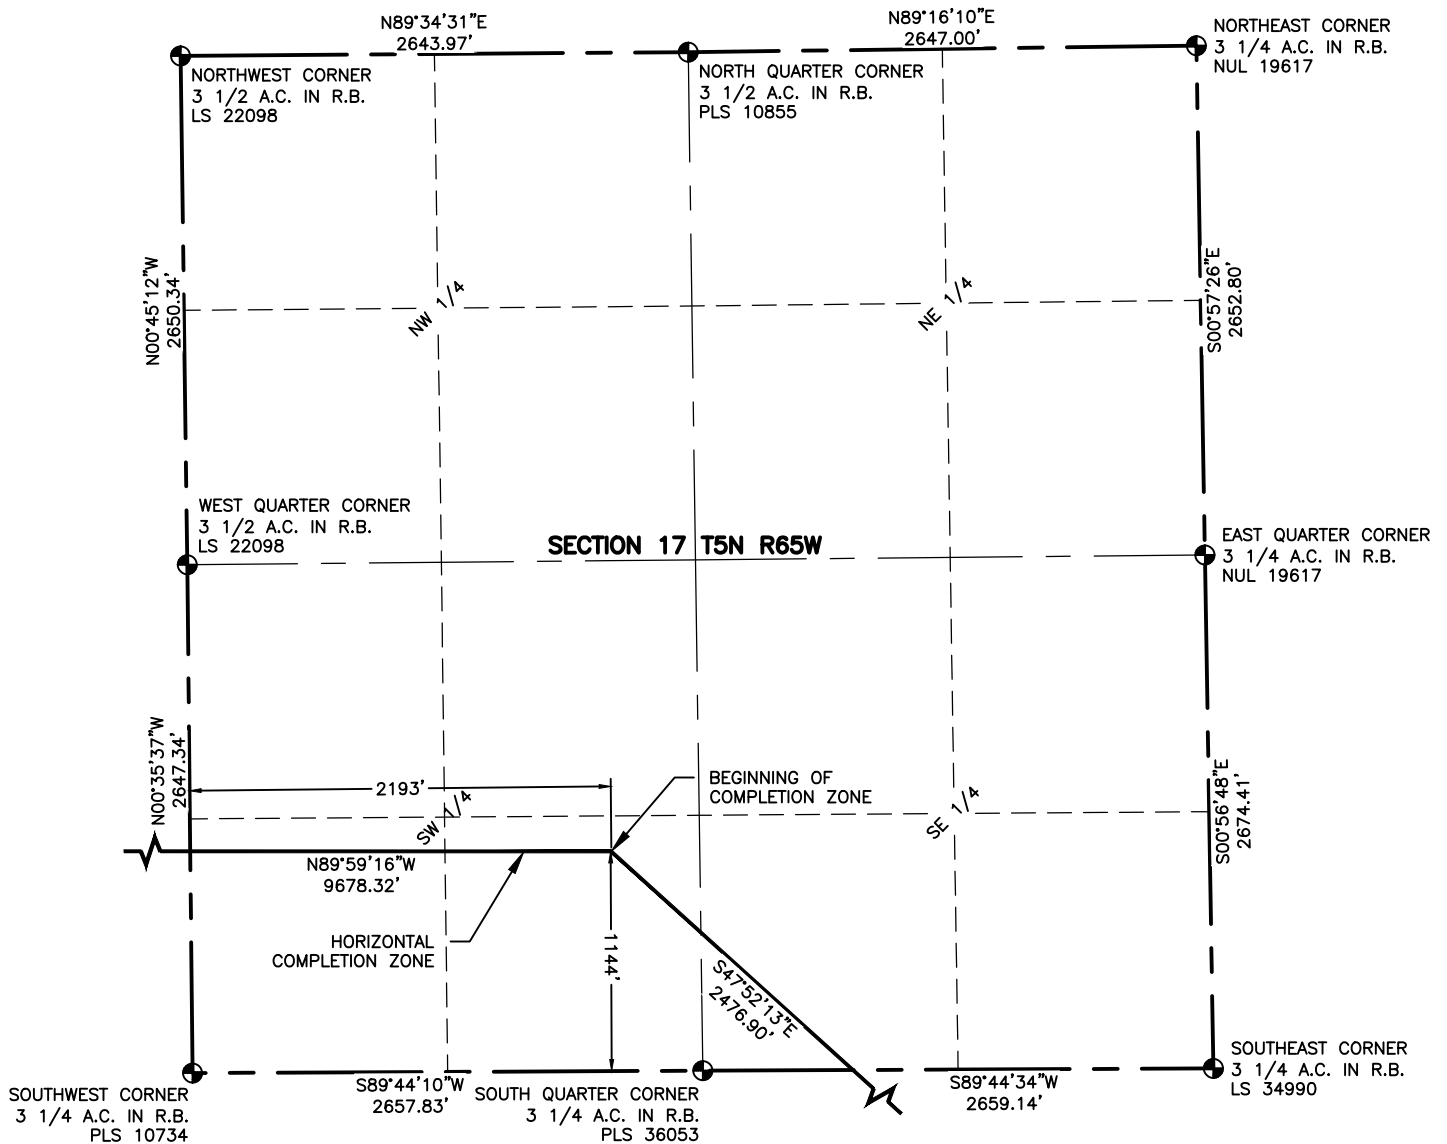 N89°34'31"E
2643.97'
N89°16'10"E
2647.00'
NORTHEAST CORNER
3 1/4 A.C. IN R.B.
NUL 19617
NORTHWEST CORNER
3 1/2 A.C. IN R.B.
LS 22098
NORTH QUARTER CORNER
3 1/2 A.C. IN R.B.
PLS 10855
N00°45'12"W
2650.34'
NW 1/4
NE 1/4
S00°57'26"E
2652.80'
WEST QUARTER CORNER
3 1/2 A.C. IN R.B.
LS 22098
SECTION 17 T5N R65W
EAST QUARTER CORNER
3 1/4 A.C. IN R.B.
NUL 19617
N00°35'37"W
2647.34'
2193'
BEGINNING OF
COMPLETION ZONE
SW 1/4
SE 1/4
S00°56'48"E
2674.41'
N89°59'16"W
9678.32'
HORIZONTAL
COMPLETION ZONE
1144'
S47°52'13"E
2476.90'
SOUTHWEST CORNER
3 1/4 A.C. IN R.B.
PLS 10734
S89°44'10"W
2657.83'
SOUTH QUARTER CORNER
3 1/4 A.C. IN R.B.
PLS 36053
S89°44'34"W
2659.14'
SOUTHEAST CORNER
3 1/4 A.C. IN R.B.
LS 34990